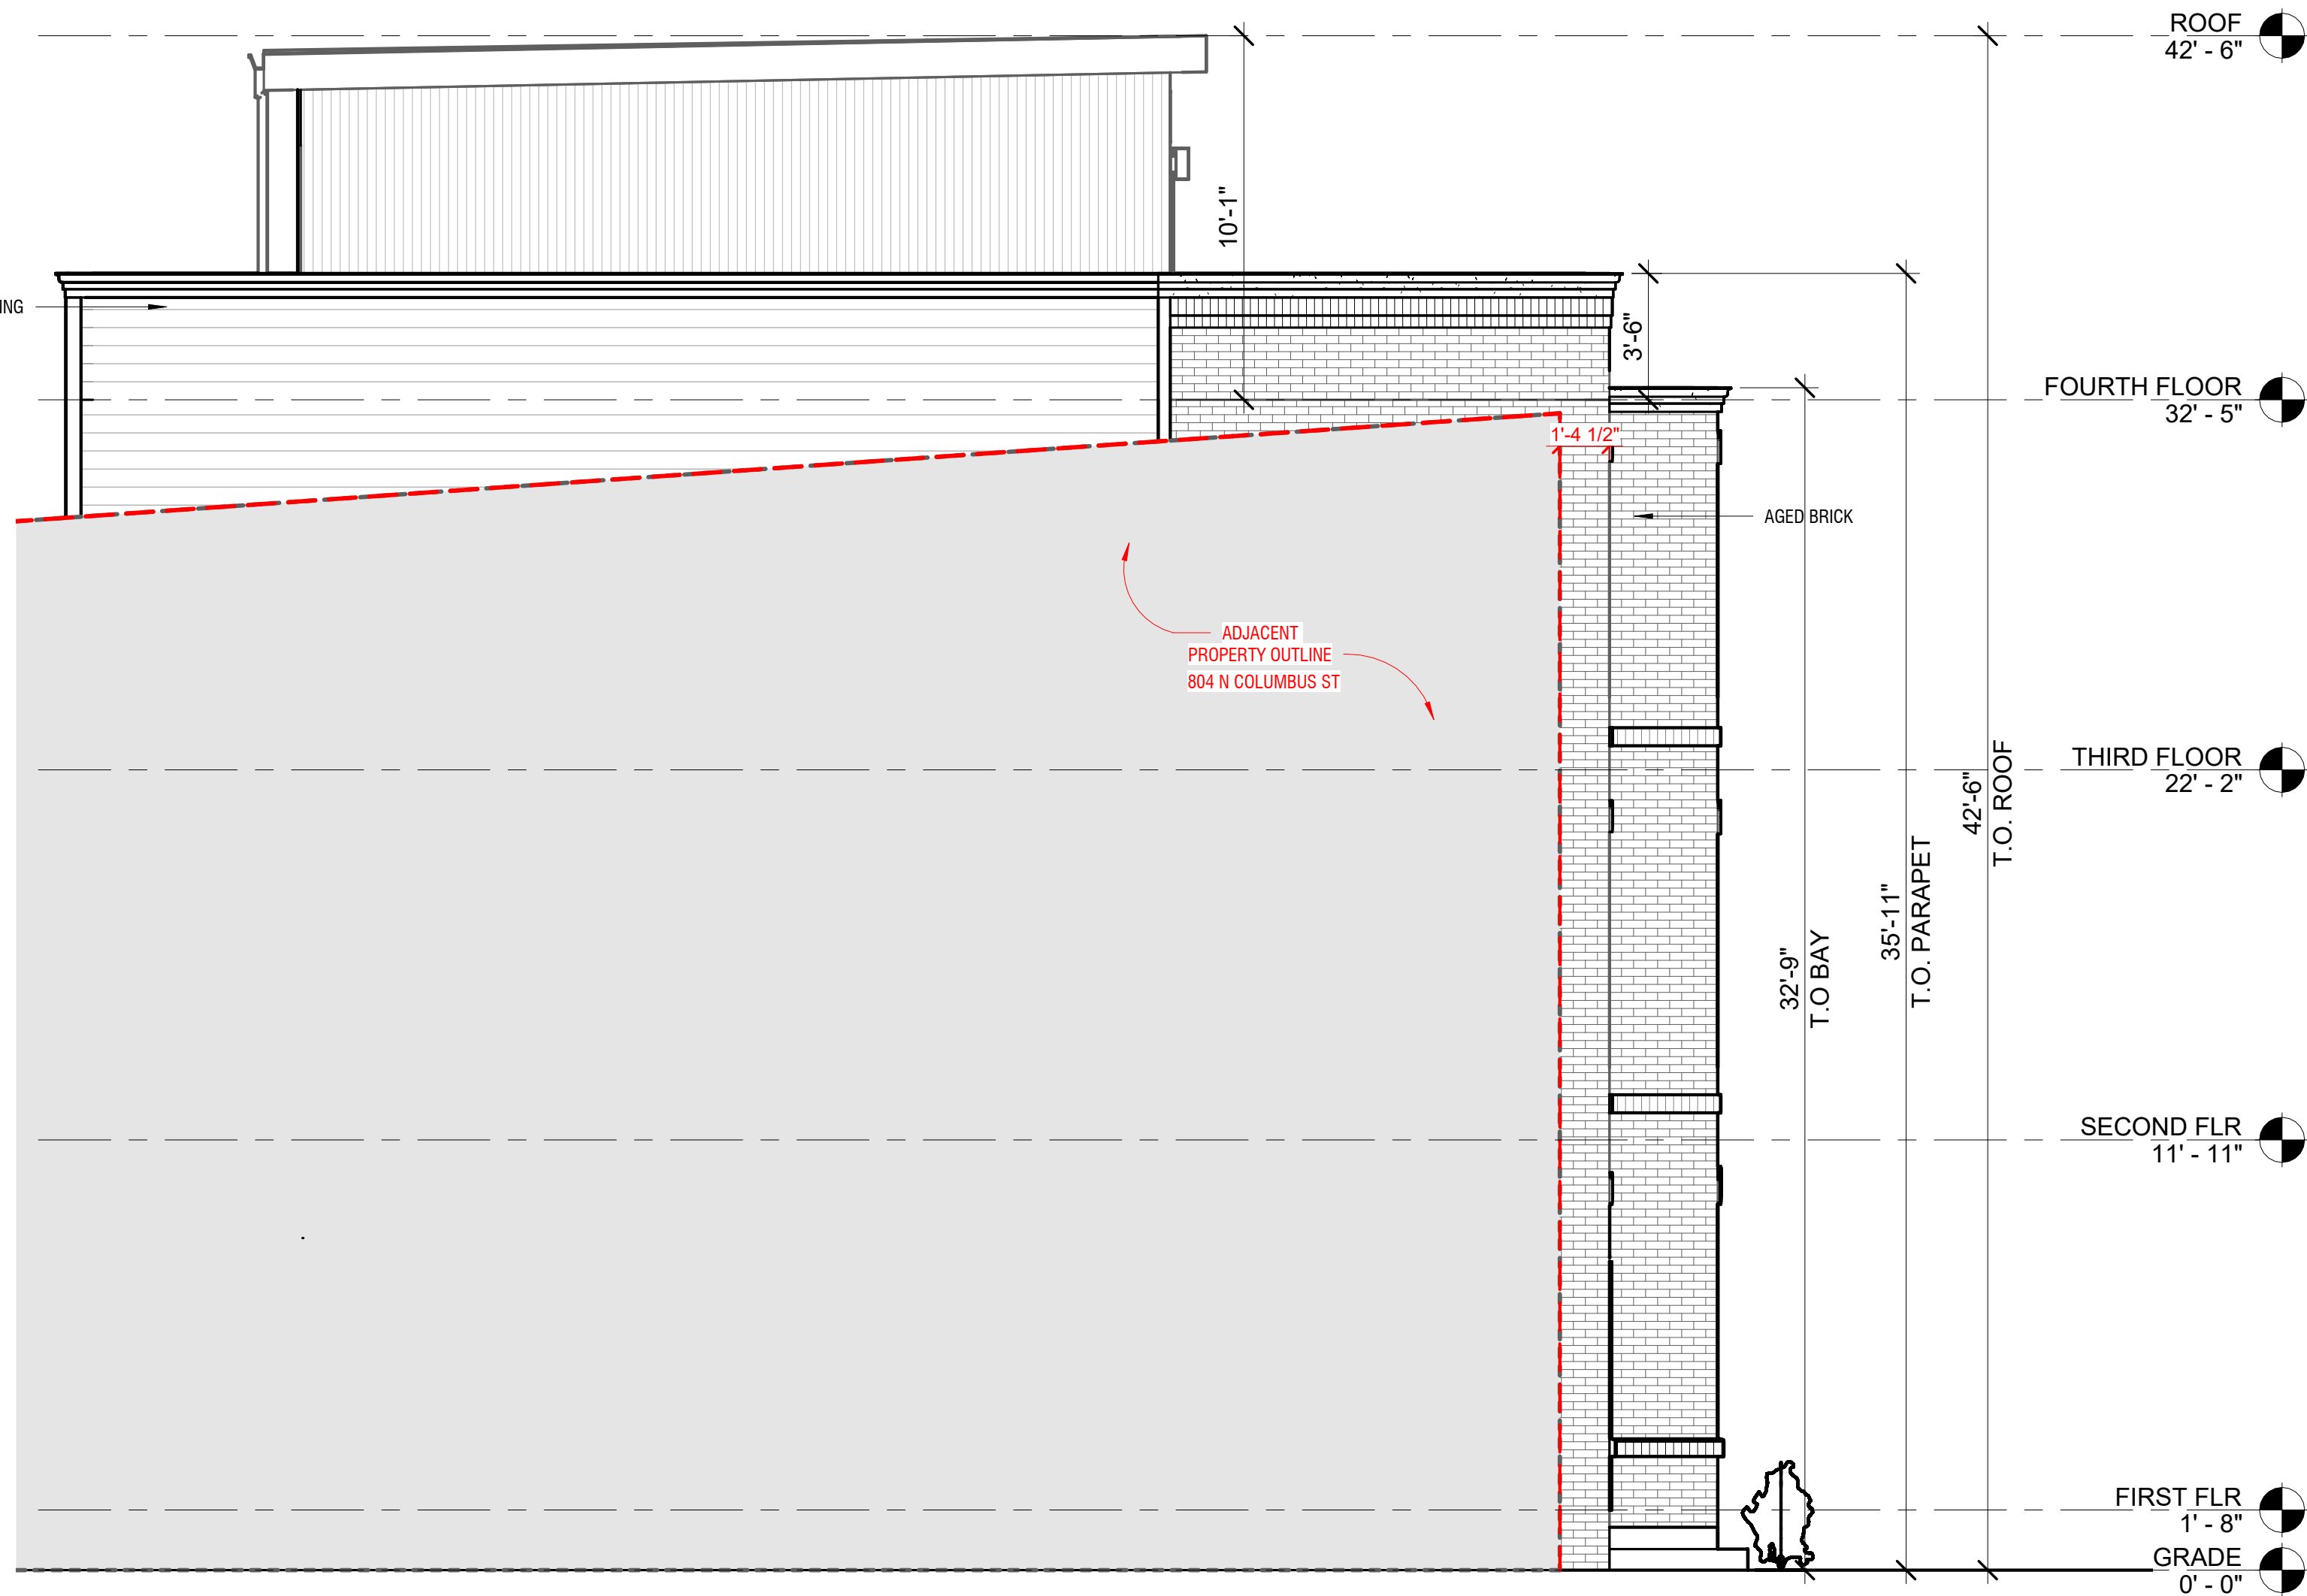 ROOF
42' - 6"
10'-1"
ING
3'-6"
FOURTH FLOOR
32' - 5"
1'-4 1/2"
AGED BRICK
ADJACENT
PROPERTY OUTLINE
804 N COLUMBUS ST
THIRD FLOOR
22' - 2"
42'-6"
T.O. ROOF
35'-11"
T.O. PARAPET
32'-9"
T.O BAY
SECOND FLR
11' - 11"
FIRST FLR
1' - 8"
GRADE
0' - 0"